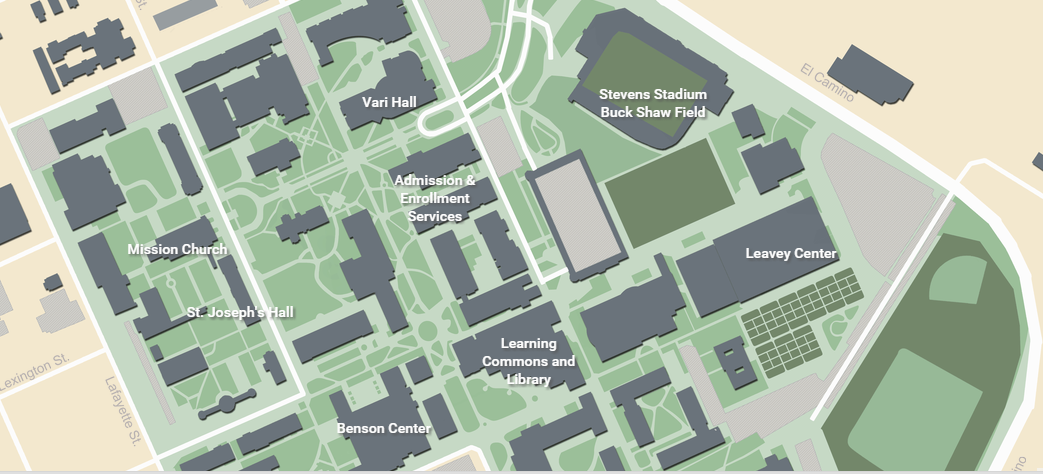 St.
El Camino
Stevens Stadium
Buck Shaw Field
Vari Hall
Admission &
Enrollment
Services
Mission Church
Leavey Center
St. Joseph's Hall
Learning
Commons and
Library
Lexington St.
Lafayette St.
Benson Center